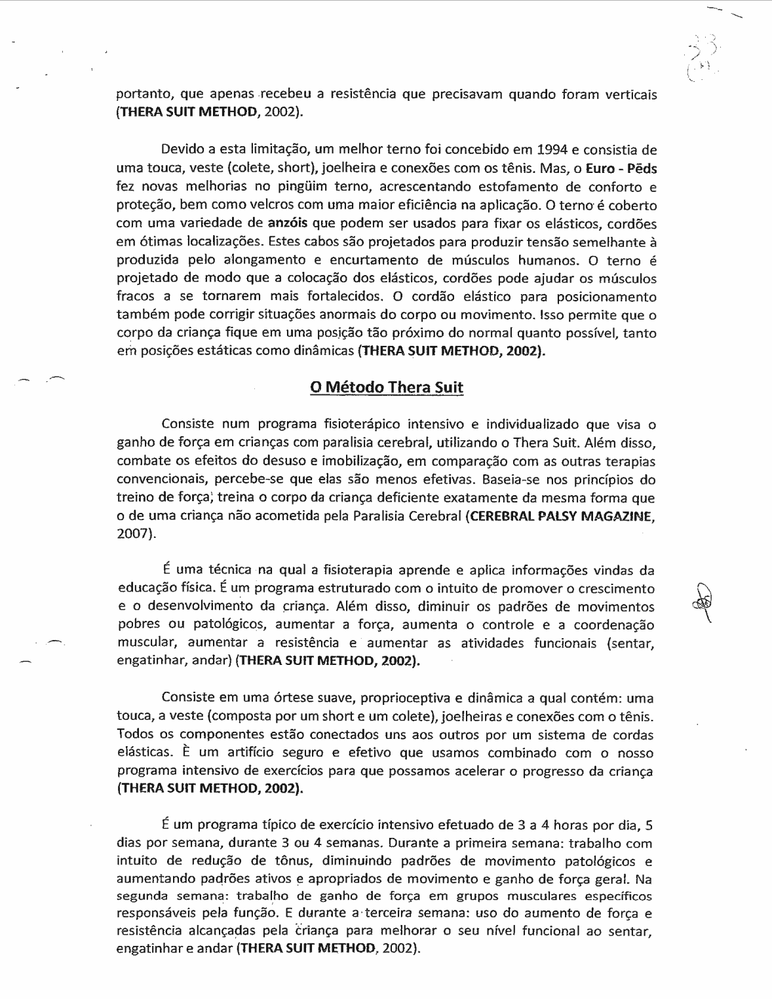 33
portanto, que apenas recebeu a resistência que precisavam quando foram verticais
(THERA SUIT METHOD, 2002).
Devido a esta limitação, um melhor terno foi concebido em 1994 e consistia de
uma touca, veste (colete, short), joelheira e conexões com os tênis. Mas, o Euro - Pēds
fez novas melhorias no pingüim terno, acrescentando estofamento de conforto e
proteção, bem como velcros com uma maior eficiência na aplicação. O terno é coberto
com uma variedade de anzóis que podem ser usados para fixar os elásticos, cordões
em ótimas localizações. Estes cabos são projetados para produzir tensão semelhante à
produzida pelo alongamento e encurtamento de músculos humanos. O terno é
projetado de modo que a colocação dos elásticos, cordões pode ajudar os músculos
fracos a se tornarem mais fortalecidos. O cordão elástico para posicionamento
também pode corrigir situações anormais do corpo ou movimento. Isso permite que o
corpo da criança fique em uma posição tão próximo do normal quanto possível, tanto
em posições estáticas como dinâmicas (THERA SUIT METHOD, 2002).
O Método Thera Suit
Consiste num programa fisioterápico intensivo e individualizado que visa o
ganho de força em crianças com paralisia cerebral, utilizando o Thera Suit. Além disso,
combate os efeitos do desuso e imobilização, em comparação com as outras terapias
convencionais, percebe-se que elas são menos efetivas. Baseia-se nos princípios do
treino de força; treina o corpo da criança deficiente exatamente da mesma forma que
o de uma criança não acometida pela Paralisia Cerebral (CEREBRAL PALSY MAGAZINE,
2007).
É uma técnica na qual a fisioterapia aprende e aplica informações vindas da
educação física. É um programa estruturado com o intuito de promover o crescimento
e o desenvolvimento da criança. Além disso, diminuir os padrões de movimentos
pobres ou patológicos, aumentar a força, aumenta o controle e a coordenação
muscular, aumentar a resistência e aumentar as atividades funcionais (sentar,
engatinhar, andar) (THERA SUIT METHOD, 2002).
Consiste em uma órtese suave, proprioceptiva e dinâmica a qual contém: uma
touca, a veste (composta por um short e um colete), joelheiras e conexões com o tênis.
Todos os componentes estão conectados uns aos outros por um sistema de cordas
elásticas. È um artifício seguro e efetivo que usamos combinado com o nosso
programa intensivo de exercícios para que possamos acelerar o progresso da criança
(THERA SUIT METHOD, 2002).
É um programa típico de exercício intensivo efetuado de 3 a 4 horas por dia, 5
dias por semana, durante 3 ou 4 semanas. Durante a primeira semana: trabalho com
intuito de redução de tônus, diminuindo padrões de movimento patológicos e
aumentando padrões ativos e apropriados de movimento e ganho de força geral. Na
segunda semana: trabalho de ganho de força em grupos musculares específicos
responsáveis pela função. E durante a terceira semana: uso do aumento de força e
resistência alcançadas pela criança para melhorar o seu nível funcional ao sentar,
engatinhar e andar (THERA SUIT METHOD, 2002).